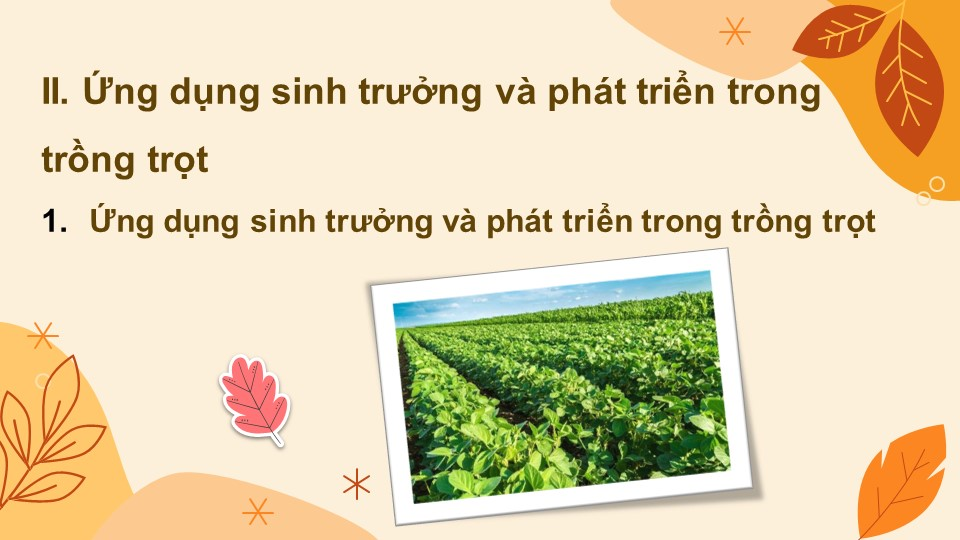 II. Ứng dụng sinh trưởng và phát triển trong
trồng trọt
1. Ứng dụng sinh trưởng và phát triển trong trồng trọt